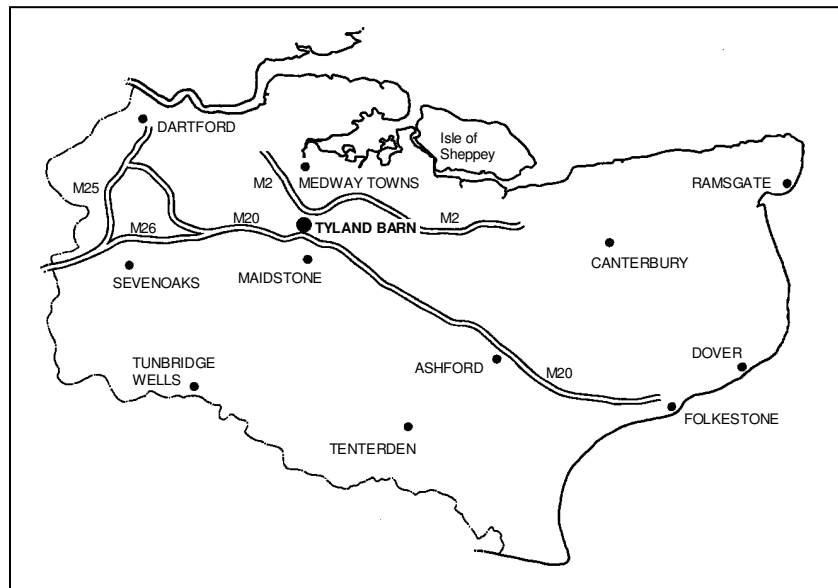 DARTFORD
Isle of
Sheppey
MEDWAY TOWNS
RAMSGATE
M25
M2
M20
M2
TYLAND BARN
M26
CANTERBURY
SEVENOAKS
MAIDSTONE
TUNBRIDGE
WELLS
ASHFORD
M20
DOVER
FOLKESTONE
TENTERDEN